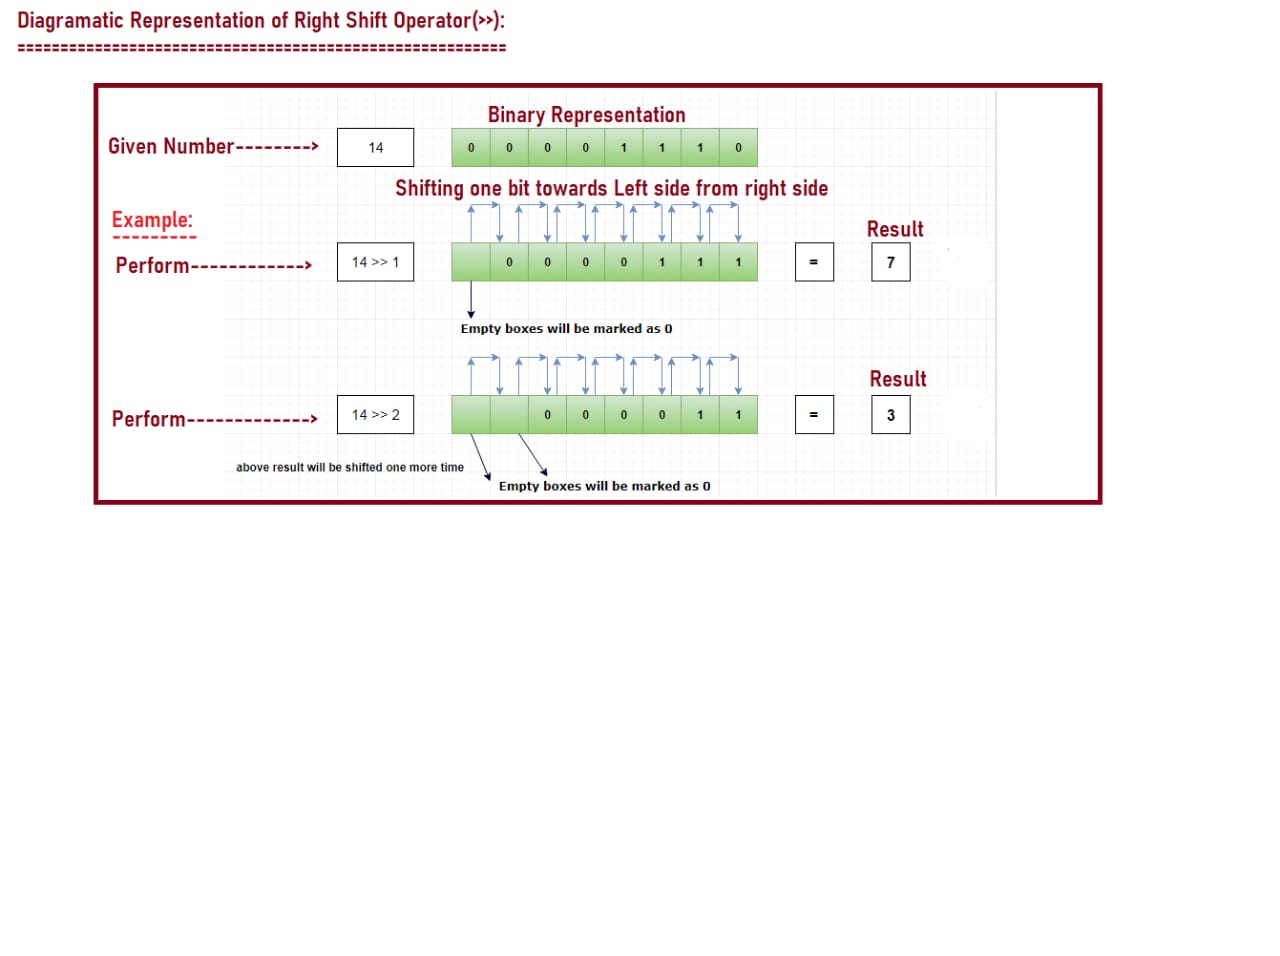 Diagramatic Representation of Right Shift Operator(>>):
=========================================================
Binary Representation
Given Number--------> 14 0 0 0 0 1 1 1 0
Shifting one bit towards Left side from right side
Example:
---------
Result
Perform------------> 14 >> 1 0 0 0 0 1 1 1 = 7
Empty boxes will be marked as 0
Result
Perform-------------> 14 >> 2 0 0 0 0 1 1 = 3
above result will be shifted one more time
Empty boxes will be marked as 0